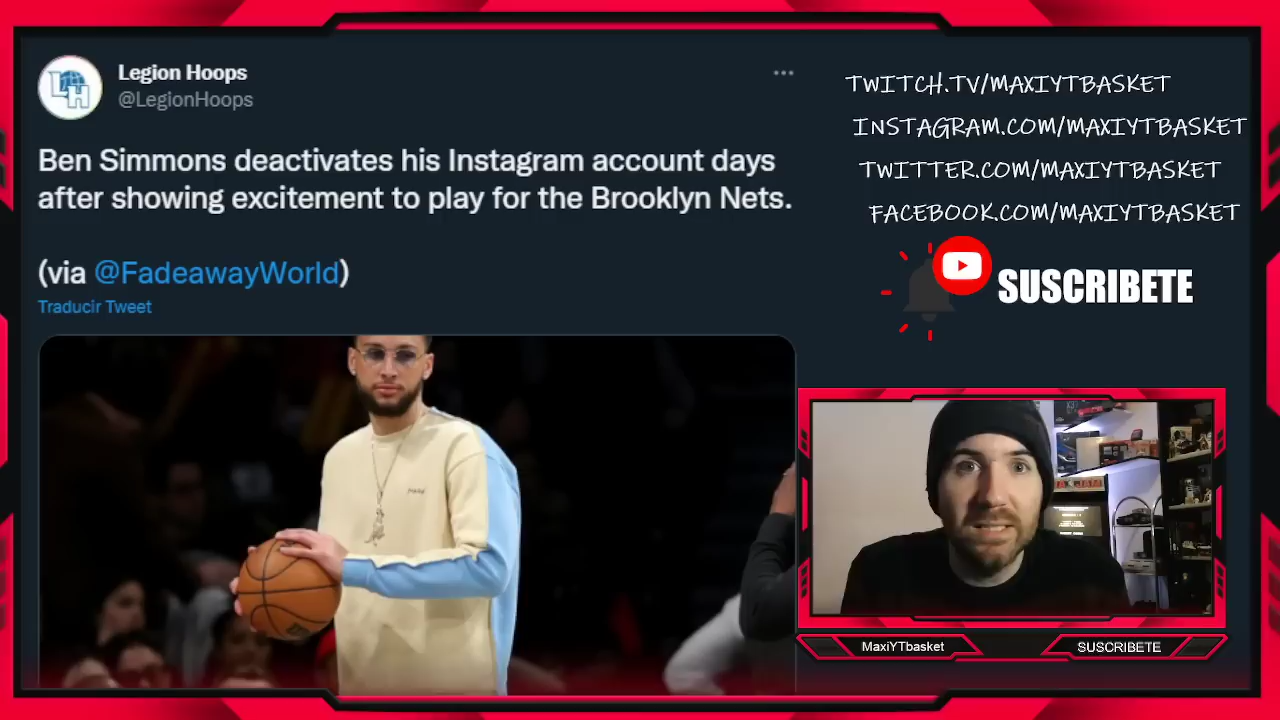 Legion Hoops
@LegionHoops
Ben Simmons deactivates his Instagram account days
after showing excitement to play for the Brooklyn Nets.
(via @FadeawayWorld)
Traducir Tweet
TWITCH.TV/MAXIYTBASKET
INSTAGRAM.COM/MAXIYTBASKET
TWITTER.COM/MAXIYTBASKET
FACEBOOK.COM/MAXIYTBASKET
SUSCRIBETE
MaxiYTbasket
SUSCRIBETE